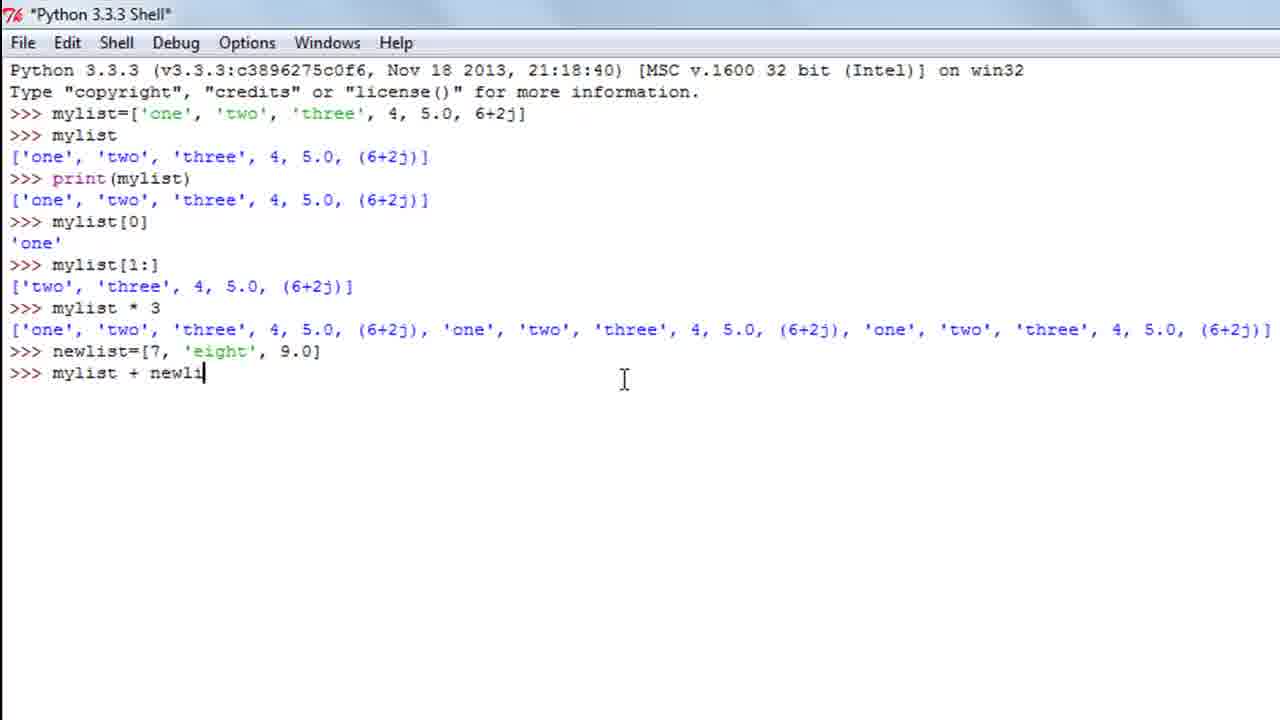 *Python 3.3.3 Shell*
File Edit Shell Debug Options Windows Help
Python 3.3.3 (v3.3.3:c3896275c0f6, Nov 18 2013, 21:18:40) [MSC v.1600 32 bit (Intel)] on win32
Type "copyright", "credits" or "license()" for more information.
>>> mylist=['one', 'two', 'three', 4, 5.0, 6+2j]
>>> mylist
['one', 'two', 'three', 4, 5.0, (6+2j)]
>>> print(mylist)
['one', 'two', 'three', 4, 5.0, (6+2j)]
>>> mylist[0]
'one'
>>> mylist[1:]
['two', 'three', 4, 5.0, (6+2j)]
>>> mylist * 3
['one', 'two', 'three', 4, 5.0, (6+2j), 'one', 'two', 'three', 4, 5.0, (6+2j), 'one', 'two', 'three', 4, 5.0, (6+2j)]
>>> newlist=[7, 'eight', 9.0]
>>> mylist + newli